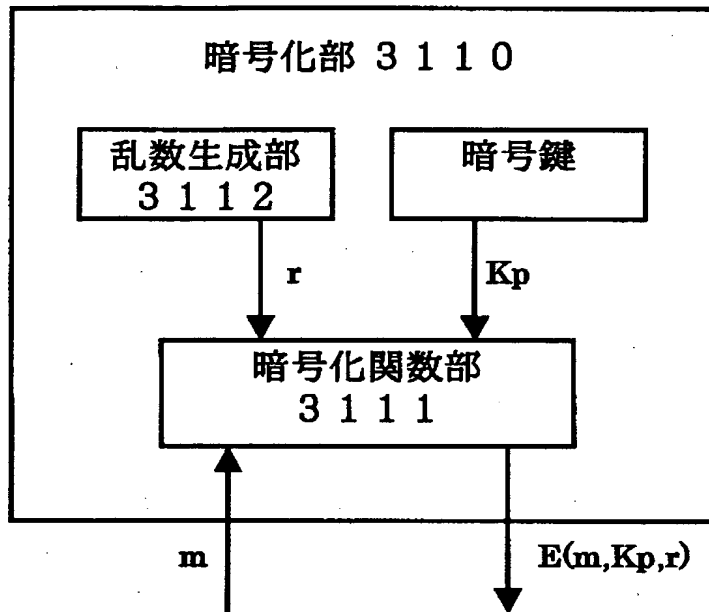 暗号化部 ３１１０
乱数生成部
３１１２
暗号鍵
r
Kp
暗号化関数部
３１１１
m
E(m,Kp,r)